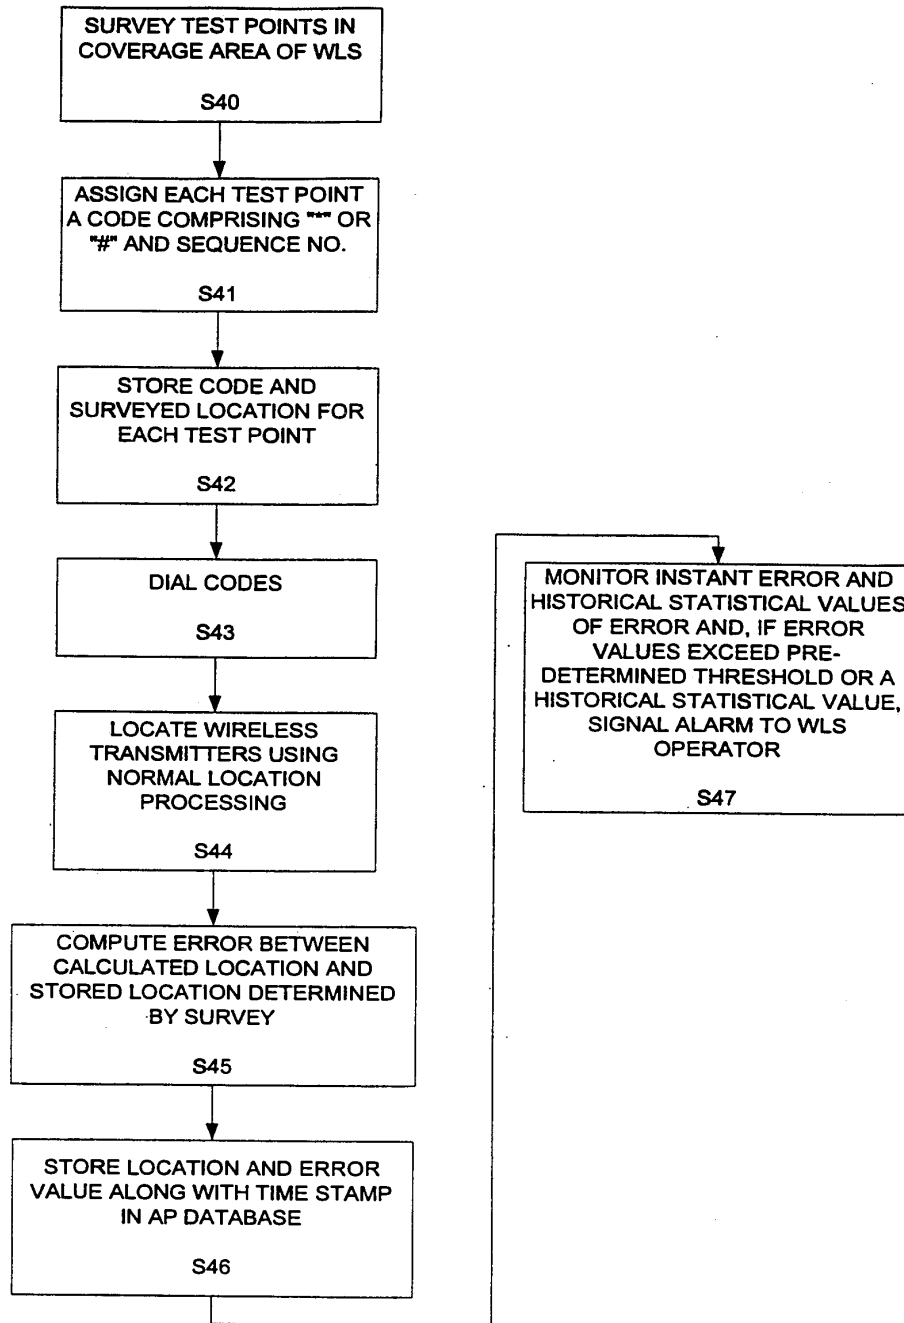 SURVEY TEST POINTS IN
COVERAGE AREA OF WLS
S40
ASSIGN EACH TEST POINT
A CODE COMPRISING "*" OR
"#" AND SEQUENCE NO.
S41
STORE CODE AND
SURVEYED LOCATION FOR
EACH TEST POINT
S42
DIAL CODES
S43
LOCATE WIRELESS
TRANSMITTERS USING
NORMAL LOCATION
PROCESSING
S44
COMPUTE ERROR BETWEEN
CALCULATED LOCATION AND
STORED LOCATION DETERMINED
BY SURVEY
S45
STORE LOCATION AND ERROR
VALUE ALONG WITH TIME STAMP
IN AP DATABASE
S46
MONITOR INSTANT ERROR AND
HISTORICAL STATISTICAL VALUES
OF ERROR AND, IF ERROR
VALUES EXCEED PRE-
DETERMINED THRESHOLD OR A
HISTORICAL STATISTICAL VALUE,
SIGNAL ALARM TO WLS
OPERATOR
S47